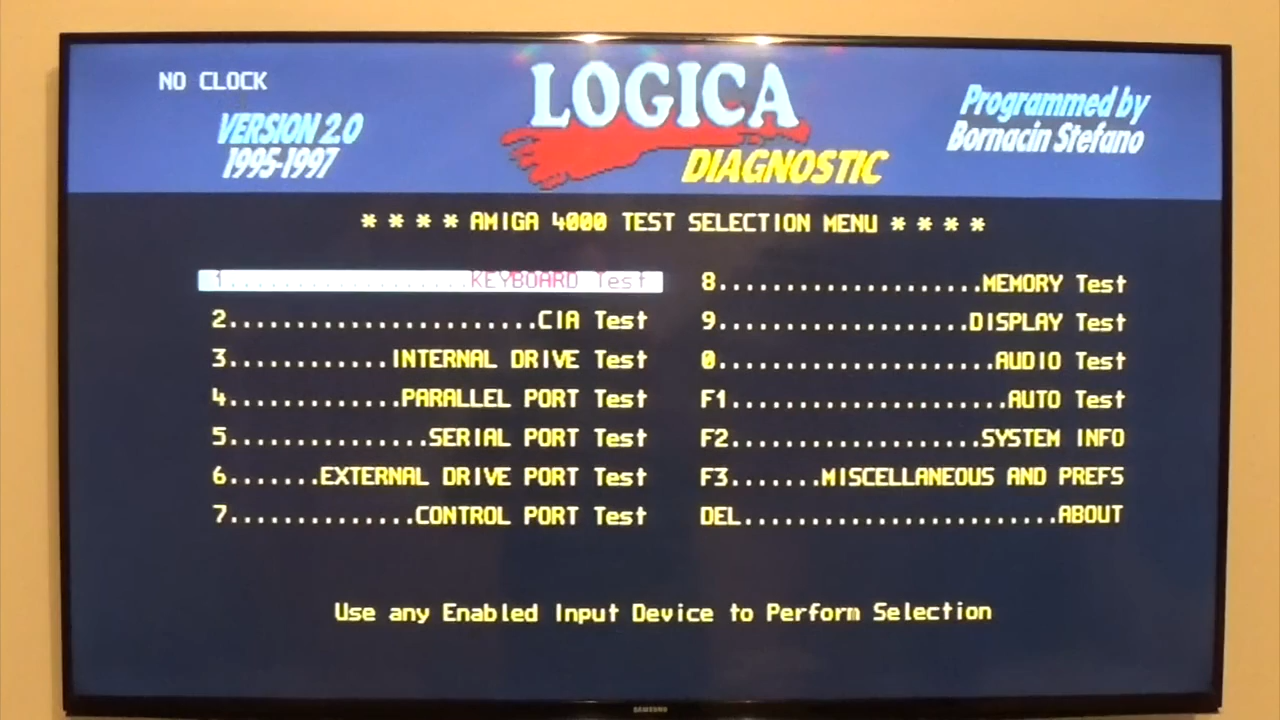 NO CLOCK
VERSION 2.0
1995-1997
LOGICA
DIAGNOSTIC
Programmed by
Bornacin Stefano
* * * * AMIGA 4000 TEST SELECTION MENU * * * *
1..................KEYBOARD Test
2.......................CIA Test
3............INTERNAL DRIVE Test
4.............PARALLEL PORT Test
5...............SERIAL PORT Test
6.......EXTERNAL DRIVE PORT Test
7..............CONTROL PORT Test
8....................MEMORY Test
9...................DISPLAY Test
0.....................AUDIO Test
F1.....................AUTO Test
F2...................SYSTEM INFO
F3.......MISCELLANEOUS AND PREFS
DEL........................ABOUT
Use any Enabled Input Device to Perform Selection
SAMSUNG